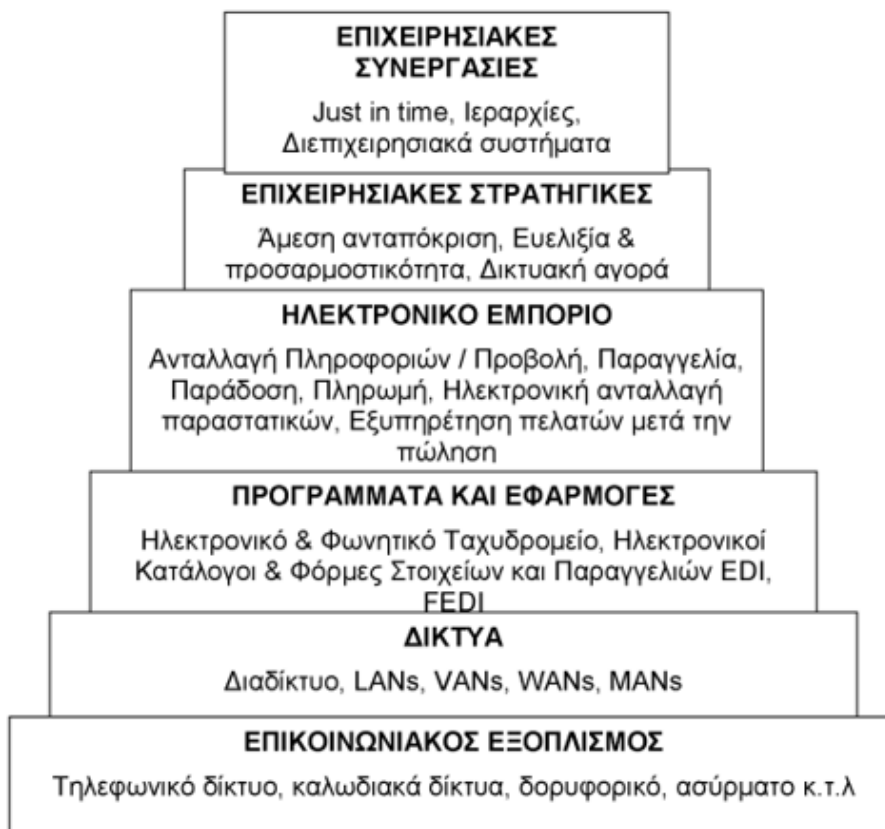 ΕΠΙΧΕΙΡΗΣΙΑΚΕΣ
ΣΥΝΕΡΓΑΣΙΕΣ
Just in time, Ιεραρχίες,
Διεπιχειρησιακά συστήματα
ΕΠΙΧΕΙΡΗΣΙΑΚΕΣ ΣΤΡΑΤΗΓΙΚΕΣ
Άμεση ανταπόκριση, Ευελιξία &
προσαρμοστικότητα, Δικτυακή αγορά
ΗΛΕΚΤΡΟΝΙΚΟ ΕΜΠΟΡΙΟ
Ανταλλαγή Πληροφοριών / Προβολή, Παραγγελία,
Παράδοση, Πληρωμή, Ηλεκτρονική ανταλλαγή
παραστατικών, Εξυπηρέτηση πελατών μετά την
πώληση
ΠΡΟΓΡΑΜΜΑΤΑ ΚΑΙ ΕΦΑΡΜΟΓΕΣ
Ηλεκτρονικό & Φωνητικό Ταχυδρομείο, Ηλεκτρονικοί
Κατάλογοι & Φόρμες Στοιχείων και Παραγγελιών EDI,
FEDI
ΔΙΚΤΥΑ
Διαδίκτυο, LANs, VANs, WANs, MANs
ΕΠΙΚΟΙΝΩΝΙΑΚΟΣ ΕΞΟΠΛΙΣΜΟΣ
Τηλεφωνικό δίκτυο, καλωδιακά δίκτυα, δορυφορικό, ασύρματο κ.τ.λ